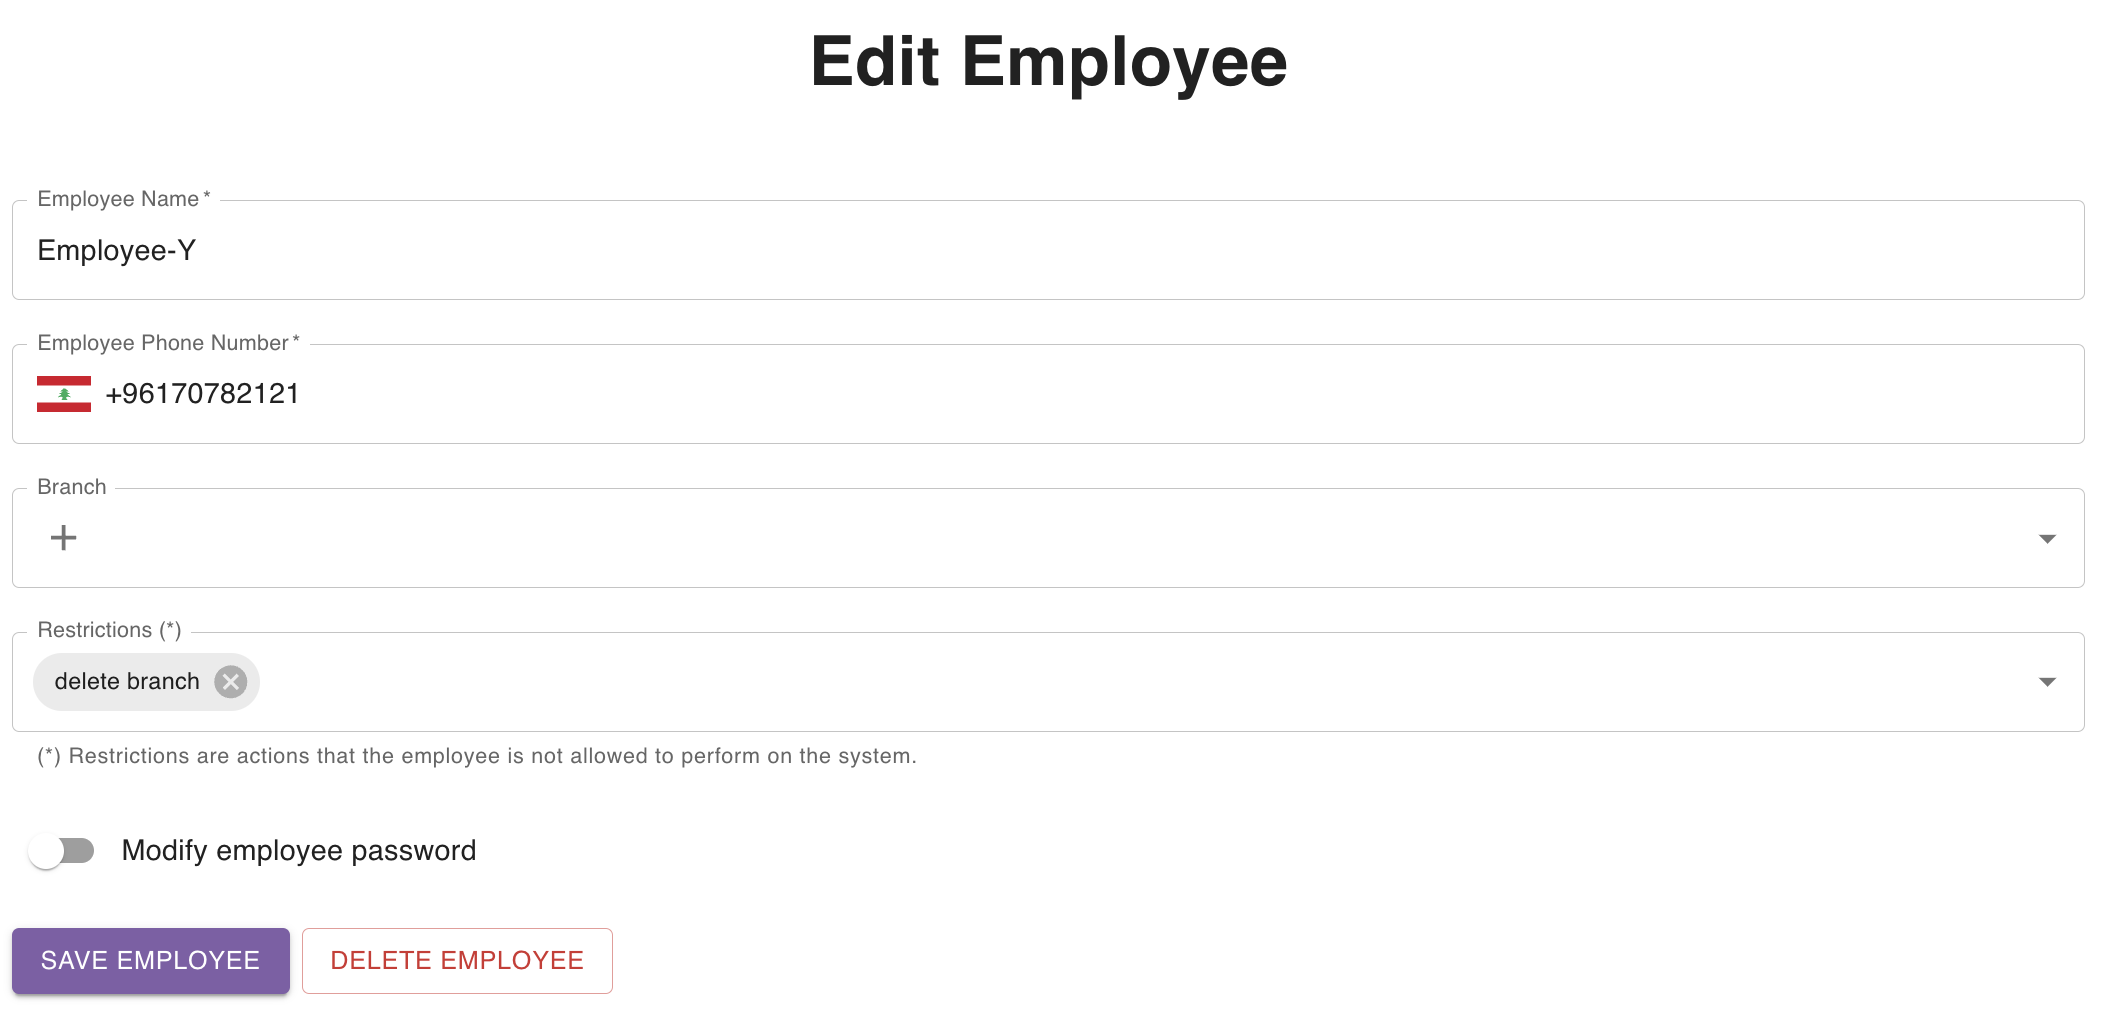 Edit Employee
Employee Name *
Employee-Y
Employee Phone Number *
+96170782121
Branch
Restrictions (*)
delete branch
(*) Restrictions are actions that the employee is not allowed to perform on the system.
Modify employee password
SAVE EMPLOYEE DELETE EMPLOYEE